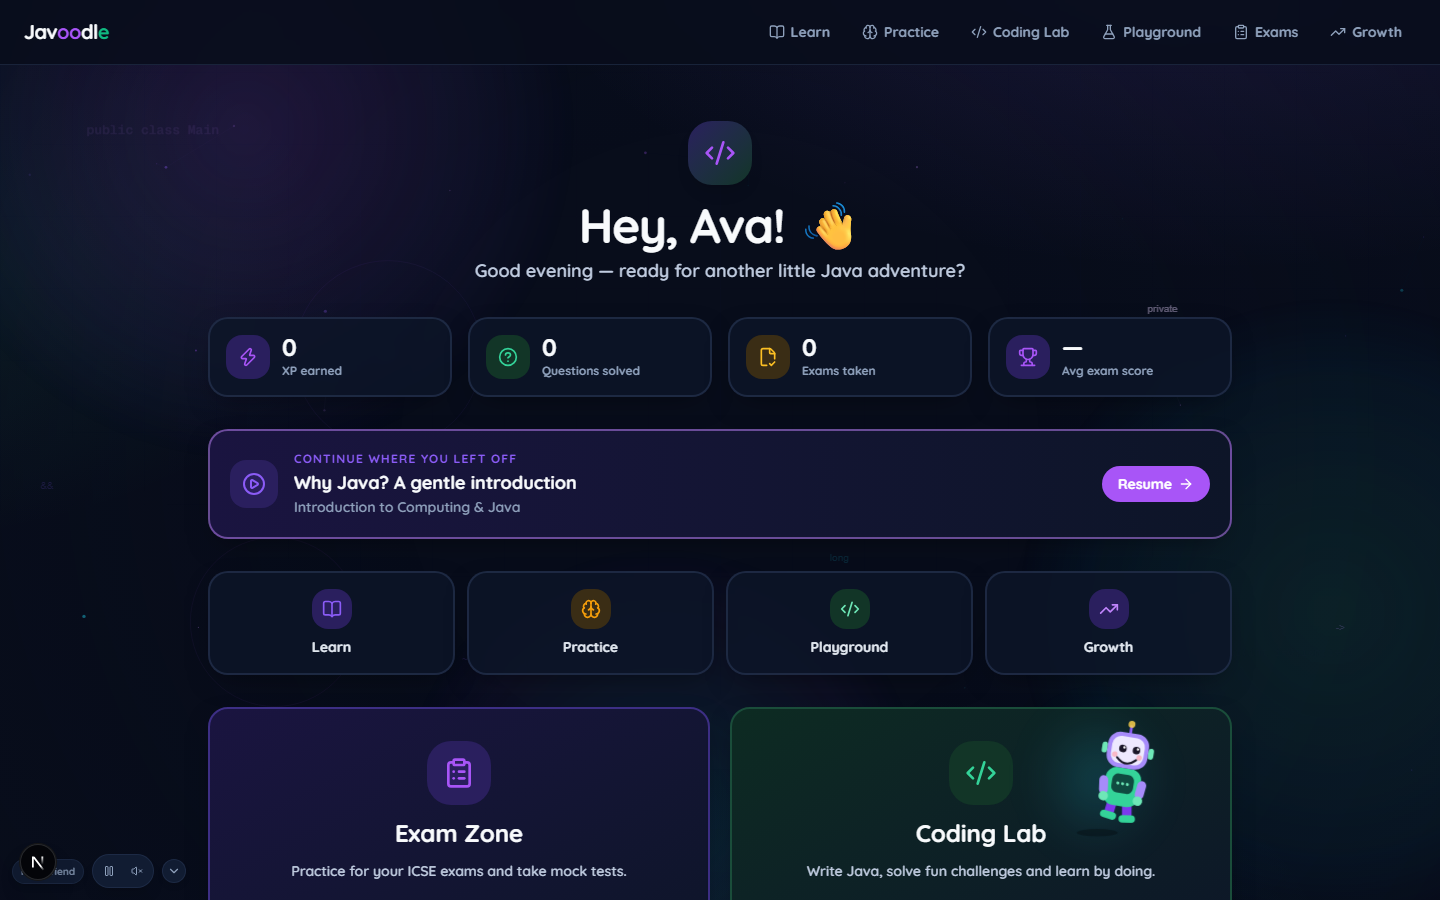 Javoodle
Learn
Practice
Coding Lab
Playground
Exams
Growth
public class Main
Hey, Ava!
Good evening — ready for another little Java adventure?
private
0
XP earned
0
Questions solved
0
Exams taken
—
Avg exam score
CONTINUE WHERE YOU LEFT OFF
Why Java? A gentle introduction
Introduction to Computing & Java
Resume
&&
long
Learn
Practice
Playground
Growth
->
Exam Zone
Practice for your ICSE exams and take mock tests.
Coding Lab
Write Java, solve fun challenges and learn by doing.
N